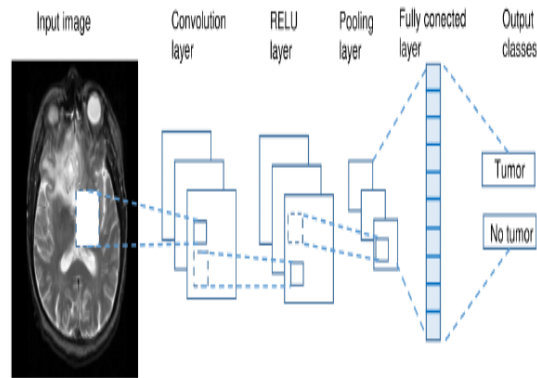 Input image
Convolution
layer
RELU
layer
Pooling
layer
Fully conected
layer
Output
classes
Tumor
No tumor